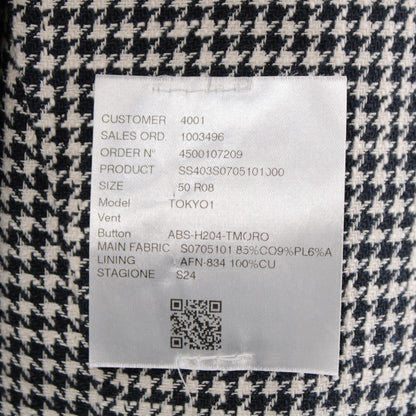 CUSTOMER 4001
SALES ORD. 1003496
ORDER N° 4500107209
PRODUCT SS403S0705101J00
SIZE 50 R08
Model TOKYO1
Vent
Button ABS-H204-TMORO
MAIN FABRIC S0705101 85%CO9%PL6%A
LINING AFN-834 100%CU
STAGIONE S24